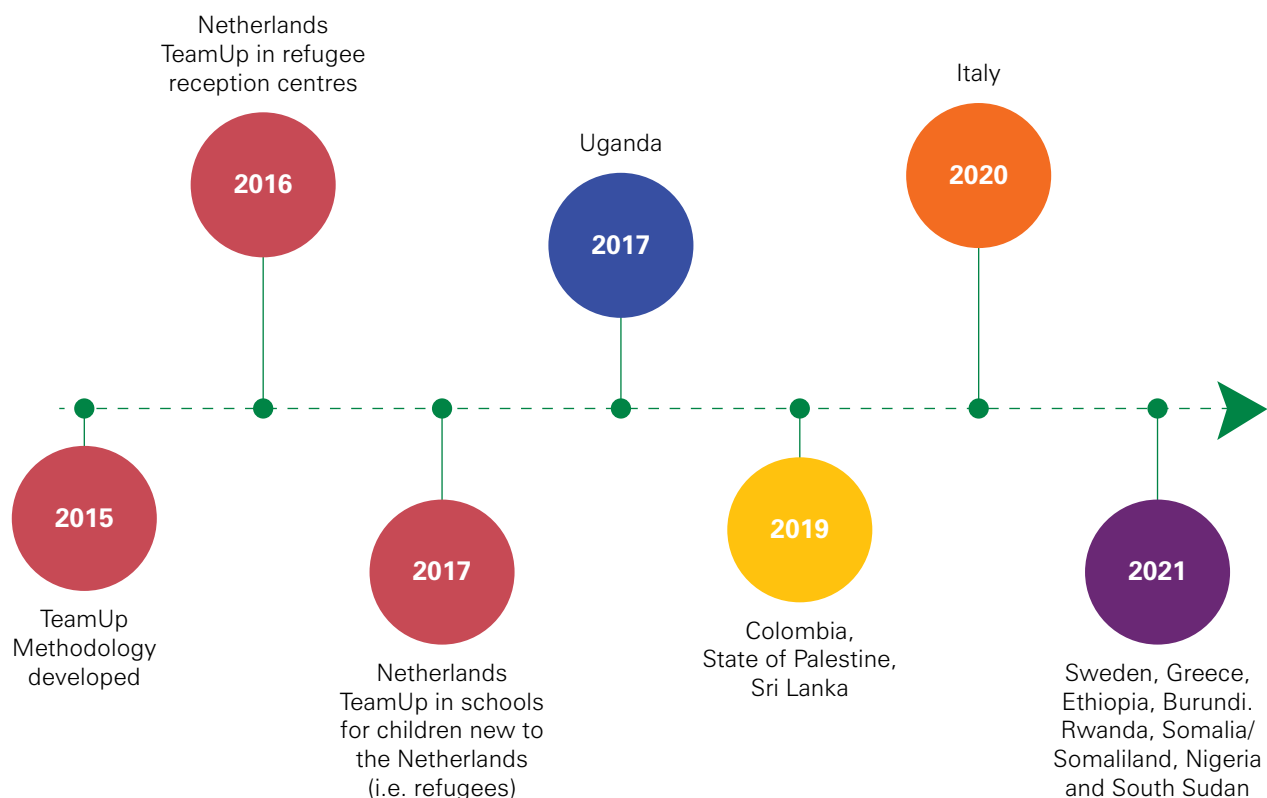 2015
TeamUp
Methodology
developed
Netherlands
TeamUp in refugee
reception centres
2016
2017
Netherlands
TeamUp in schools
for children new to
the Netherlands
(i.e. refugees)
Uganda
2017
2019
Colombia,
State of Palestine,
Sri Lanka
Italy
2020
2021
Sweden, Greece,
Ethiopia, Burundi.
Rwanda, Somalia/
Somaliland, Nigeria
and South Sudan